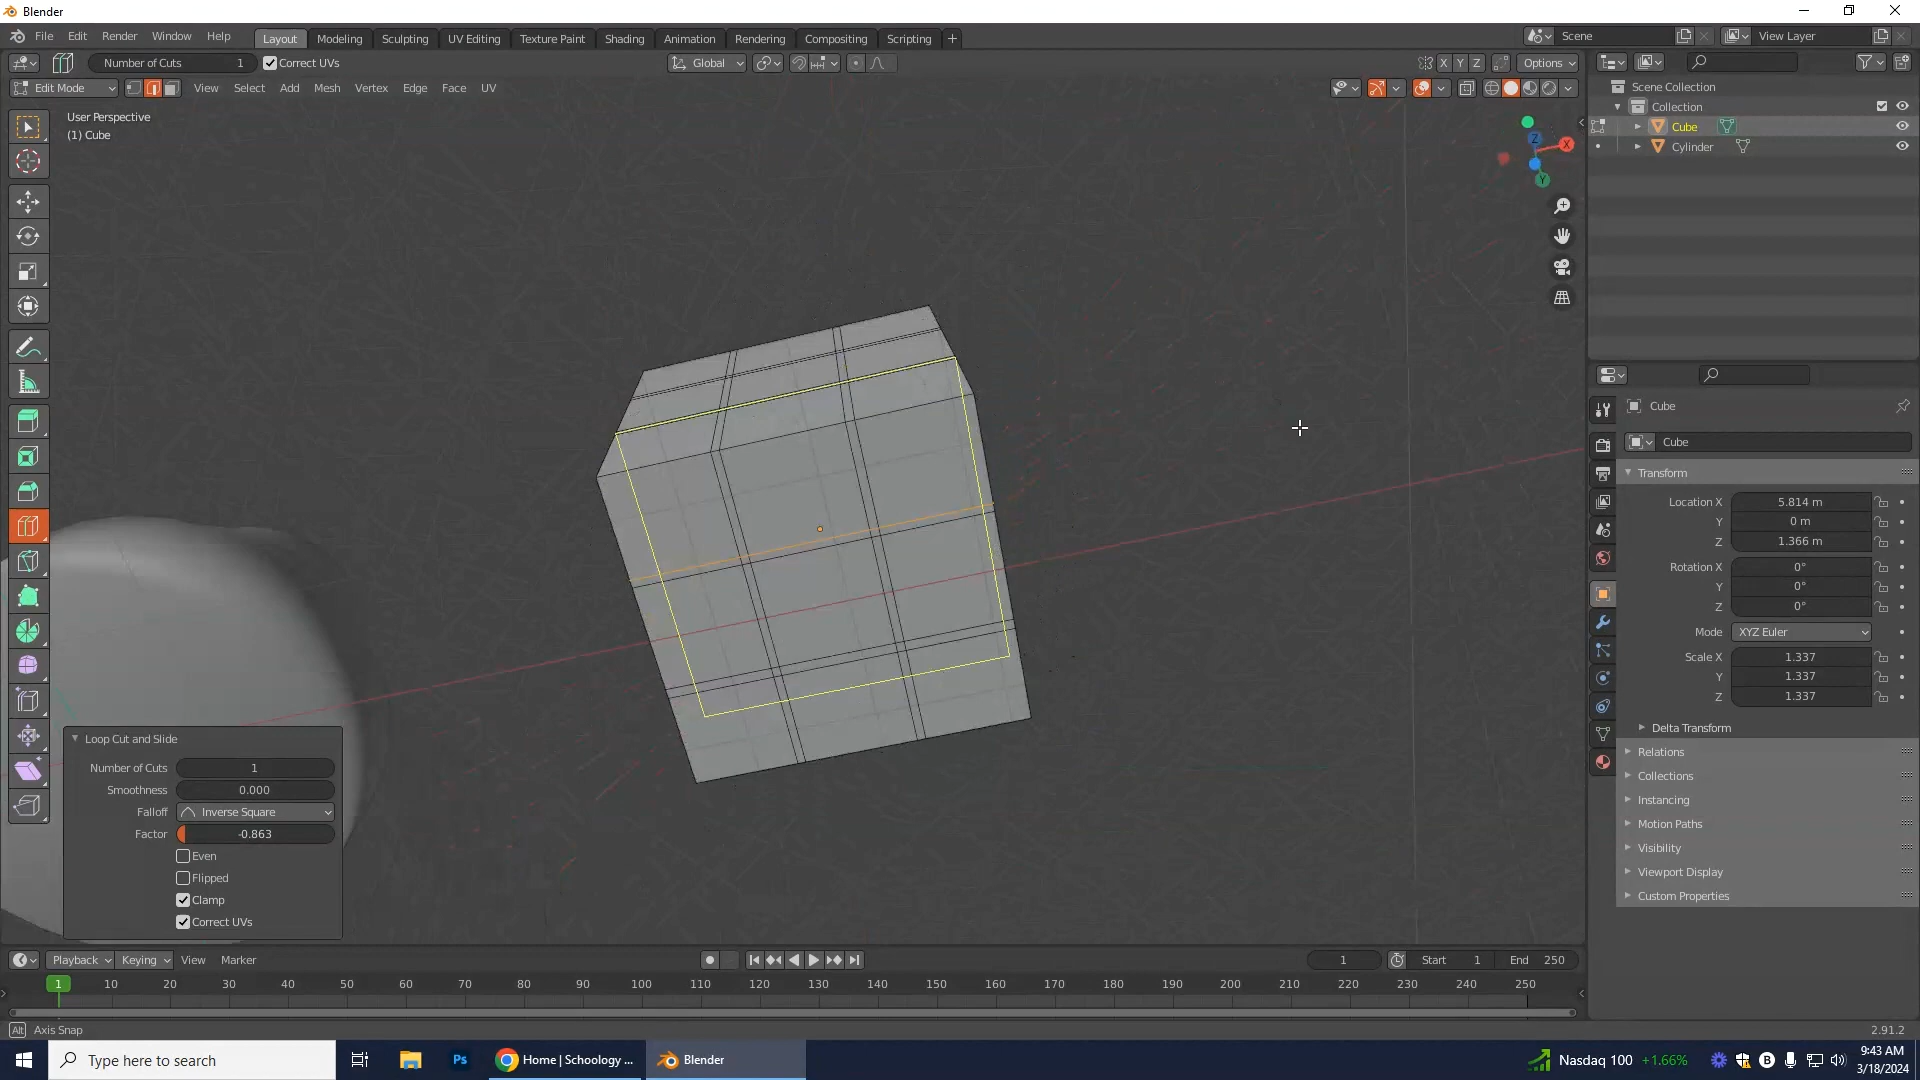 Blender
File Edit Render Window Help
Layout Modeling Sculpting UV Editing Texture Paint Shading Animation Rendering Compositing Scripting +
Scene
View Layer
Number of Cuts 1 Correct UVs
Global
X Y Z
Options
Edit Mode
View Select Add Mesh Vertex Edge Face UV
User Perspective
(1) Cube
Z
X
Y
Scene Collection
Collection
Cube
Cylinder
Cube
Cube
Transform
Location X 5.814 m
Y 0 m
Z 1.366 m
Rotation X 0°
Y 0°
Z 0°
Mode XYZ Euler
Scale X 1.337
Y 1.337
Z 1.337
Delta Transform
Relations
Collections
Instancing
Motion Paths
Visibility
Viewport Display
Custom Properties
Loop Cut and Slide
Number of Cuts 1
Smoothness 0.000
Falloff Inverse Square
Factor -0.863
Even
Flipped
Clamp
Correct UVs
Playback Keying View Marker
1 Start 1 End 250
1 10 20 30 40 50 60 70 80 90 100 110 120 130 140 150 160 170 180 190 200 210 220 230 240 250
Alt Axis Snap
2.91.2
Type here to search
Ps
Home | Schoology ...
Blender
Nasdaq 100 +1.66%
B
9:43 AM
3/18/2024